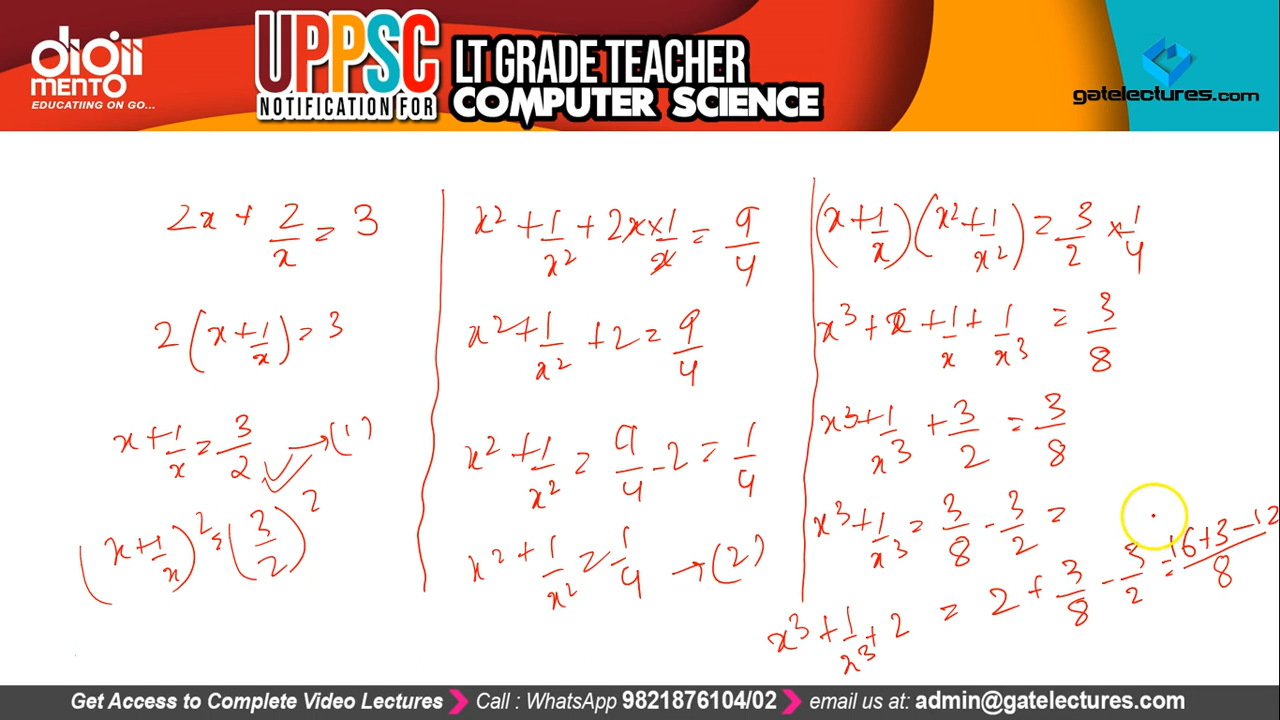 digii
MENTO
EDUCATIING ON GO...
UPPSC
NOTIFICATION FOR
LT GRADE TEACHER
COMPUTER SCIENCE
gatelectures.com
2x + 2/x = 3
2(x+1/x) = 3
x+1/x = 3/2 → (1)
(x+1/x)² = (3/2)²
x² + 1/x² + 2x×1/x = 9/4
x²+1/x² + 2 = 9/4
x² + 1/x² = 9/4 - 2 = 1/4
x² + 1/x² = 1/4 → (2)
(x+1/x)(x²+1/x²) = 3/2 × 1/4
x³ + x + 1/x + 1/x³ = 3/8
x³+1/x³ + 3/2 = 3/8
x³+1/x³ = 3/8 - 3/2 =
x³ + 1/x³ + 2 = 2 + 3/8 - 3/2 = 16+3-12/8
Get Access to Complete Video Lectures
Call : WhatsApp 9821876104/02
email us at: admin@gatelectures.com